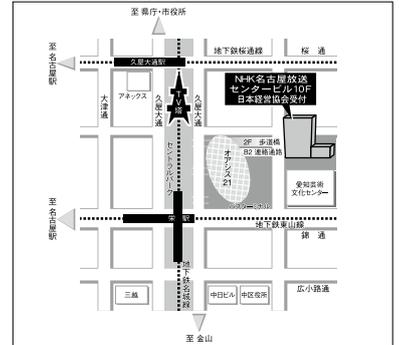 至 県庁・市役所
至 名古屋駅
久屋大通駅
地下鉄桜通線
桜 通
大津通
アネックス
久屋大通
TV塔
久屋大通
NHK名古屋放送
センタービル10F
日本経営協会受付
セントラルパーク
オアシス21
2F 歩道橋
B2 連絡通路
バスターミナル
愛知芸術
文化センター
至 名古屋駅
栄 駅
地下鉄東山線
錦 通
地下鉄名城線
三越
中日ビル
中区役所
広小路通
至 金山